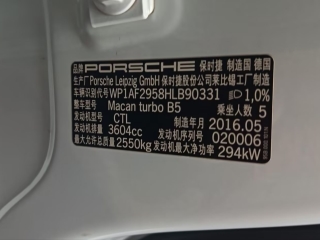 品牌 PORSCHE 保时捷 制造国 德国
生产厂 Porsche Leipzig GmbH 保时捷股份公司莱比锡工厂制造
车辆识别代号 WP1AF2958HLB90331 1,0%
整车型号 Macan turbo B5 乘坐人数 5
发动机型号 CTL 制造年月 2016.05
发动机排量 3604cc 发动机序列号 020006
最大允许总质量 2550kg 发动机最大净功率 294kW